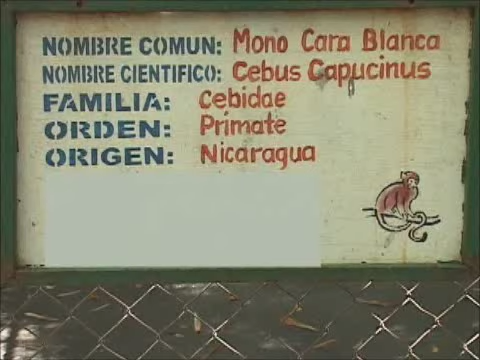 NOMBRE COMUN: Mono Cara Blanca
NOMBRE CIENTIFICO: Cebus Capucinus
FAMILIA: Cebidae
ORDEN: Primate
ORIGEN: Nicaragua